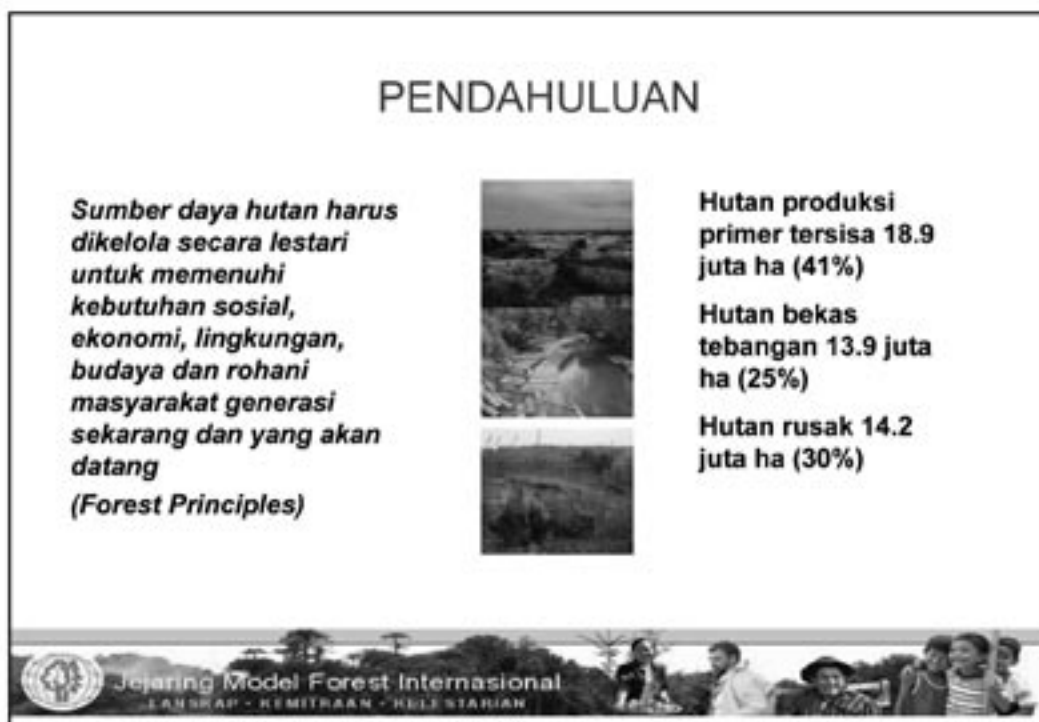 PENDAHULUAN
Sumber daya hutan harus
dikelola secara lestari
untuk memenuhi
kebutuhan sosial,
ekonomi, lingkungan,
budaya dan rohani
masyarakat generasi
sekarang dan yang akan
datang
(Forest Principles)
Hutan produksi
primer tersisa 18.9
juta ha (41%)
Hutan bekas
tebangan 13.9 juta
ha (25%)
Hutan rusak 14.2
juta ha (30%)
Jejaring Model Forest Internasional
LANSKAP - KEMITRAAN - KELESTARIAN